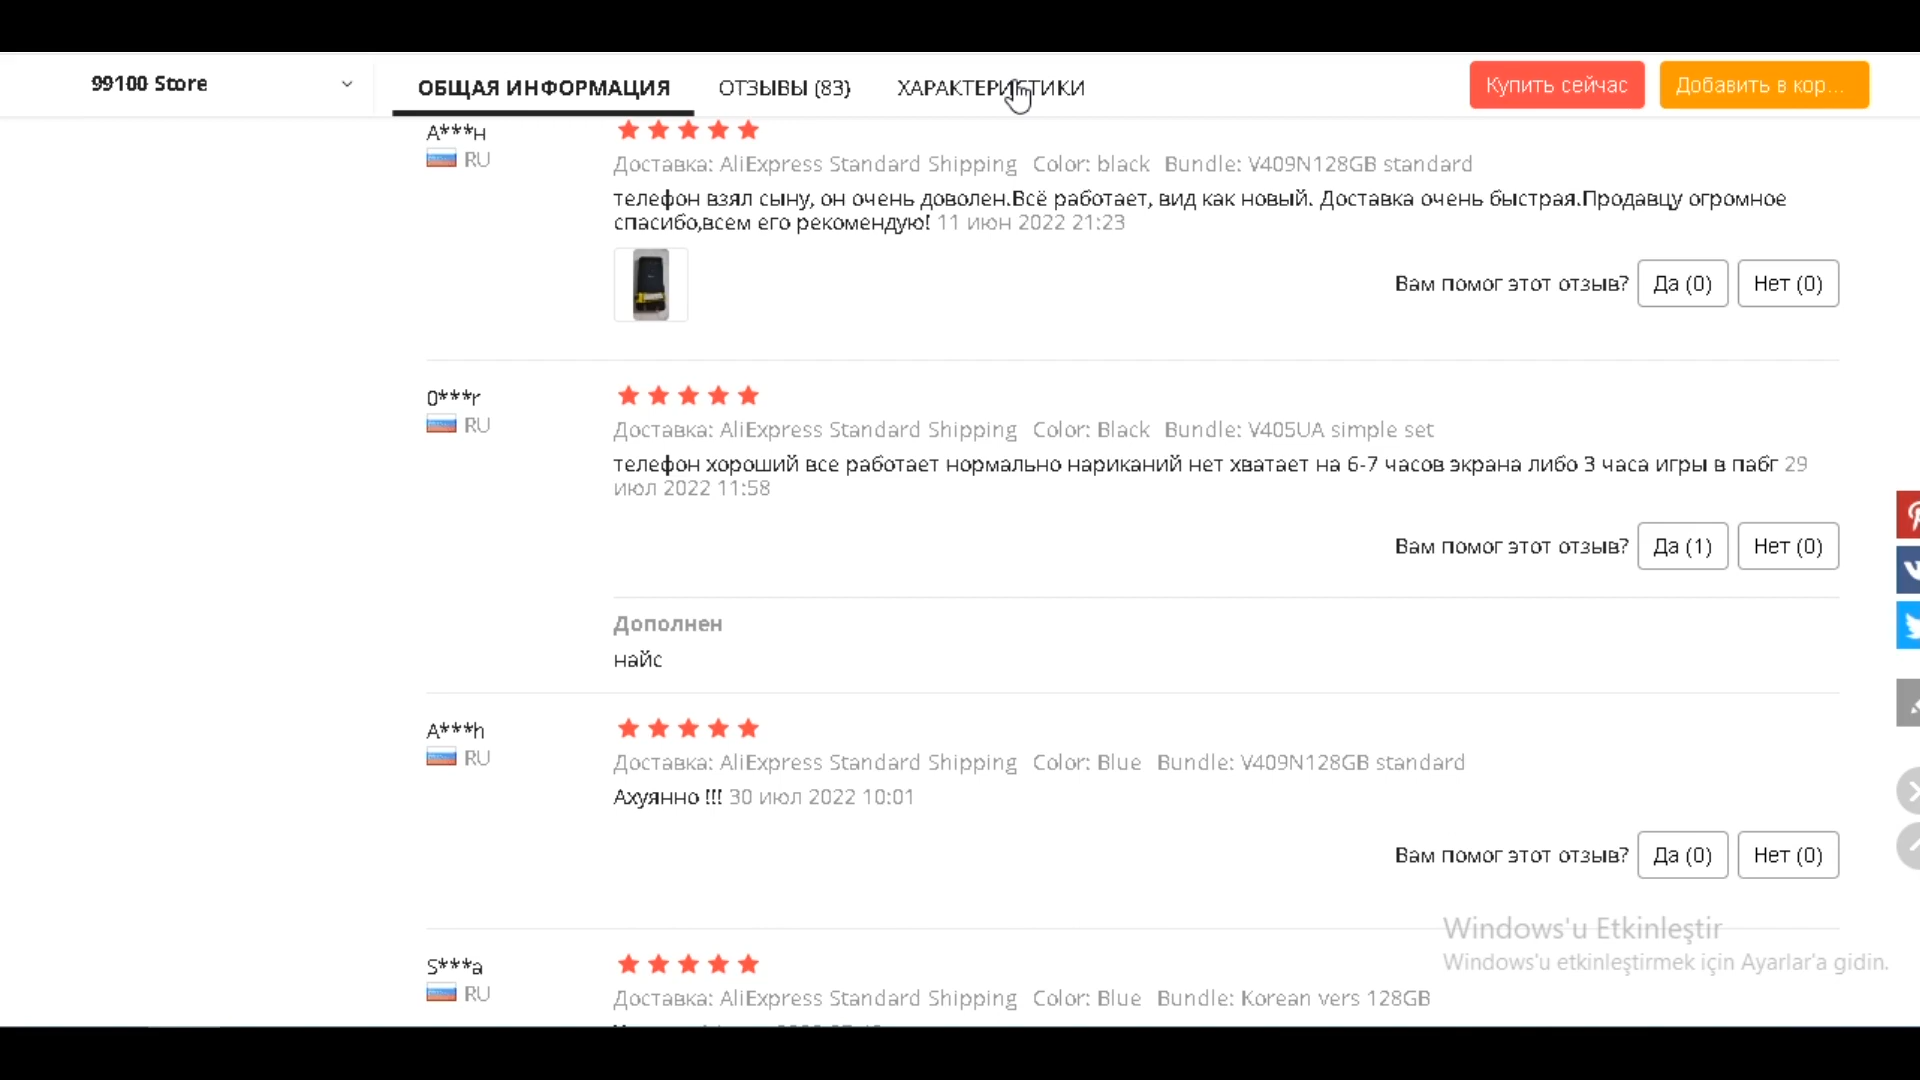 99100 Store
ОБЩАЯ ИНФОРМАЦИЯ
ОТЗЫВЫ (83)
ХАРАКТЕРИСТИКИ
Купить сейчас
Добавить в кор...
А***н
RU
Доставка: AliExpress Standard Shipping Color: black Bundle: V409N128GB standard
телефон взял сыну, он очень доволен.Всё работает, вид как новый. Доставка очень быстрая.Продавцу огромное
спасибо,всем его рекомендую! 11 июн 2022 21:23
Вам помог этот отзыв? Да (0) Нет (0)
0***r
RU
Доставка: AliExpress Standard Shipping Color: Black Bundle: V405UA simple set
телефон хороший все работает нормально нариканий нет хватает на 6-7 часов экрана либо 3 часа игры в пабг 29
июл 2022 11:58
Вам помог этот отзыв? Да (1) Нет (0)
Дополнен
найс
A***h
RU
Доставка: AliExpress Standard Shipping Color: Blue Bundle: V409N128GB standard
Ахуянно !!! 30 июл 2022 10:01
Вам помог этот отзыв? Да (0) Нет (0)
Windows'u Etkinleştir
Windows'u etkinleştirmek için Ayarlar'a gidin.
S***a
RU
Доставка: AliExpress Standard Shipping Color: Blue Bundle: Korean vers 128GB